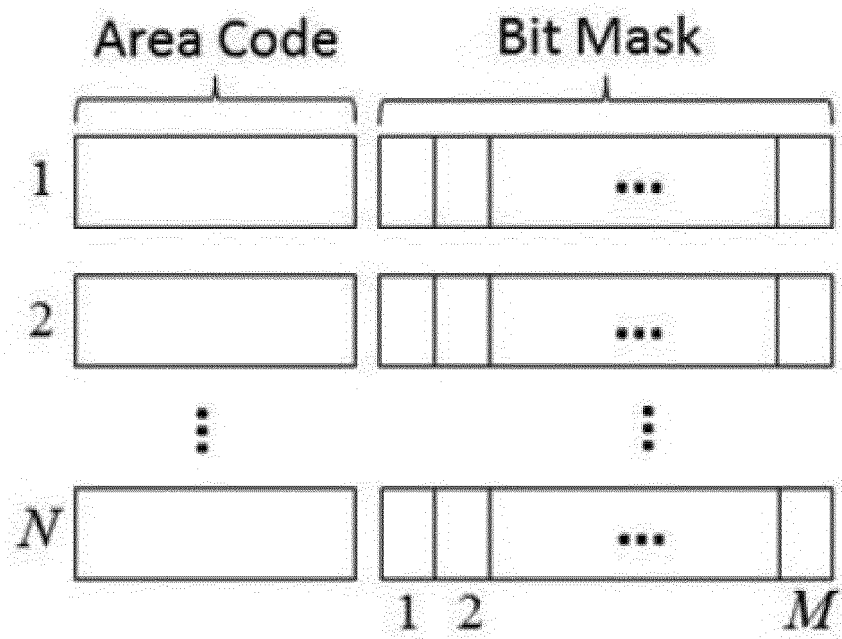 Area Code Bit Mask
1 ...
2 ...
⋮ ⋮
N ...
1 2 M